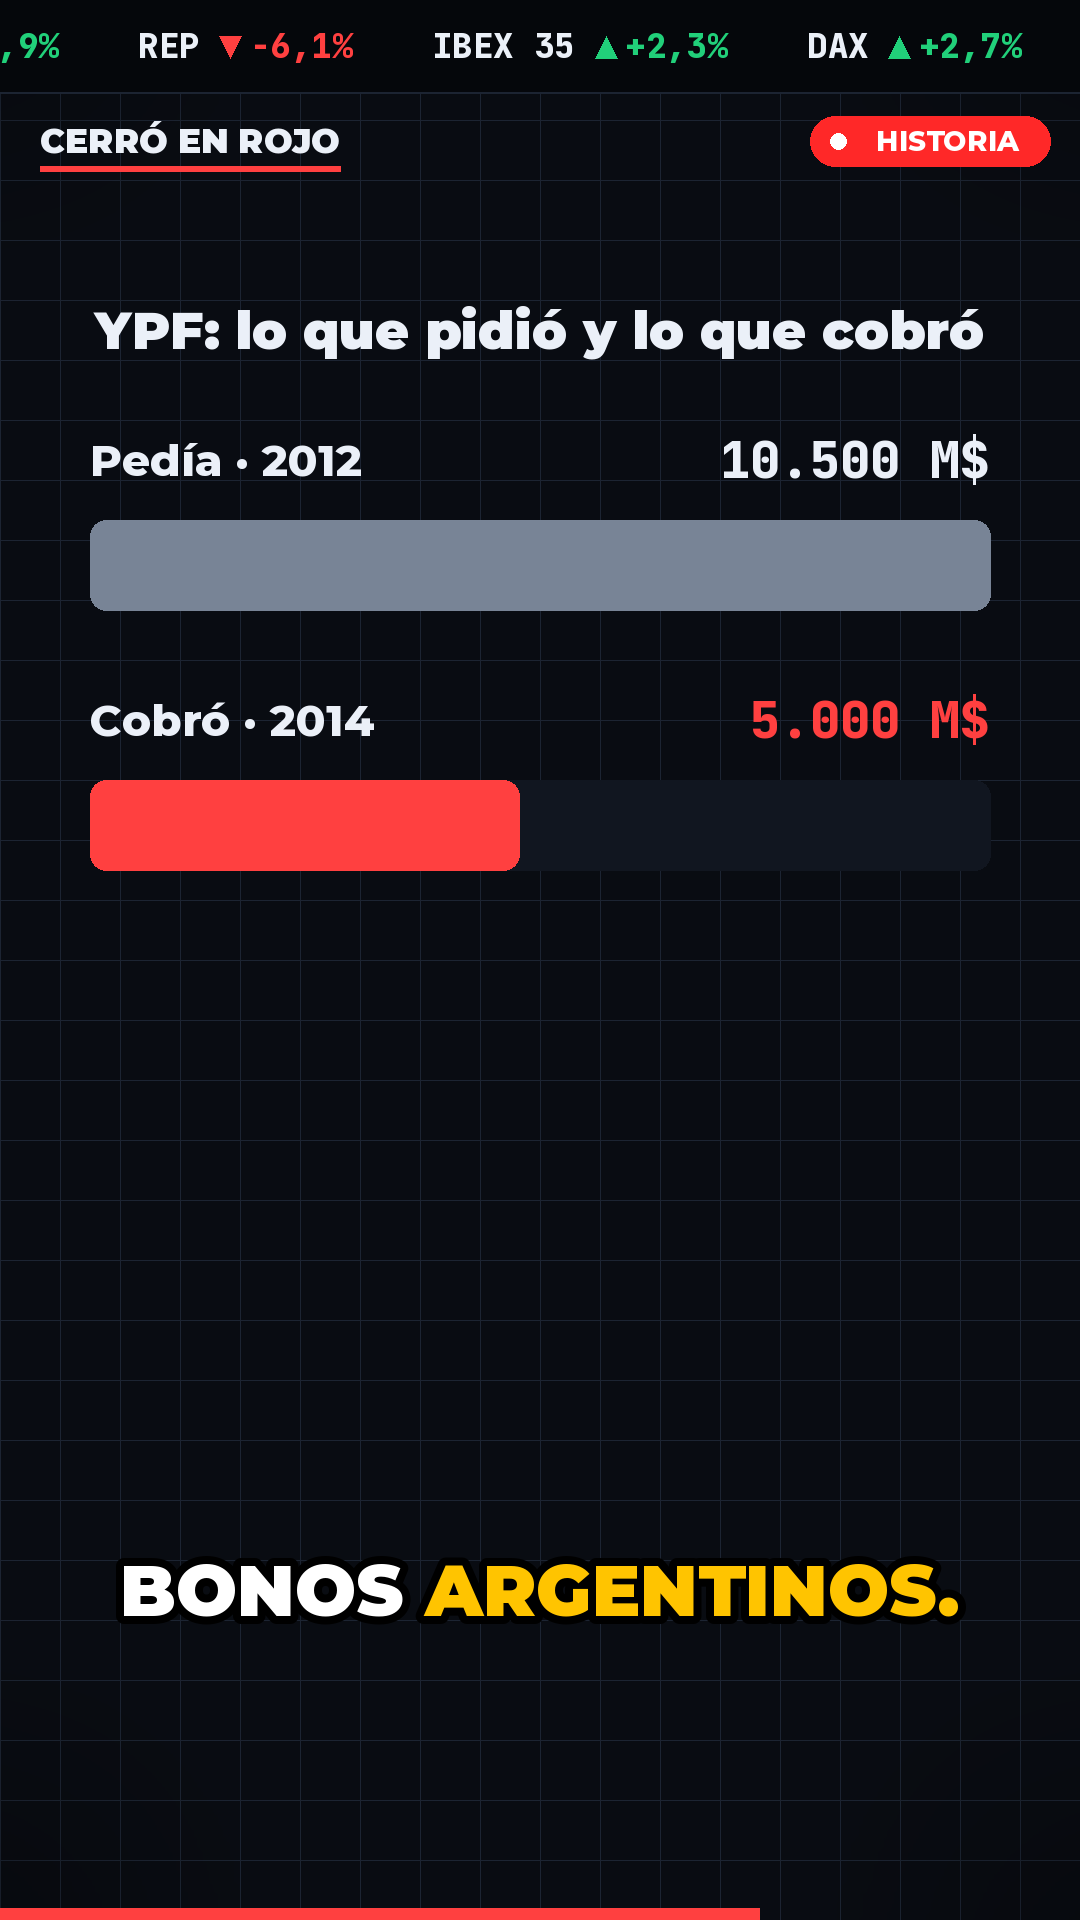 ,9% REP ▼ -6,1% IBEX 35 ▲ +2,3% DAX ▲ +2,7%
CERRÓ EN ROJO
HISTORIA
YPF: lo que pidió y lo que cobró
Pedía · 2012 10.500 M$
Cobró · 2014 5.000 M$
BONOS ARGENTINOS.